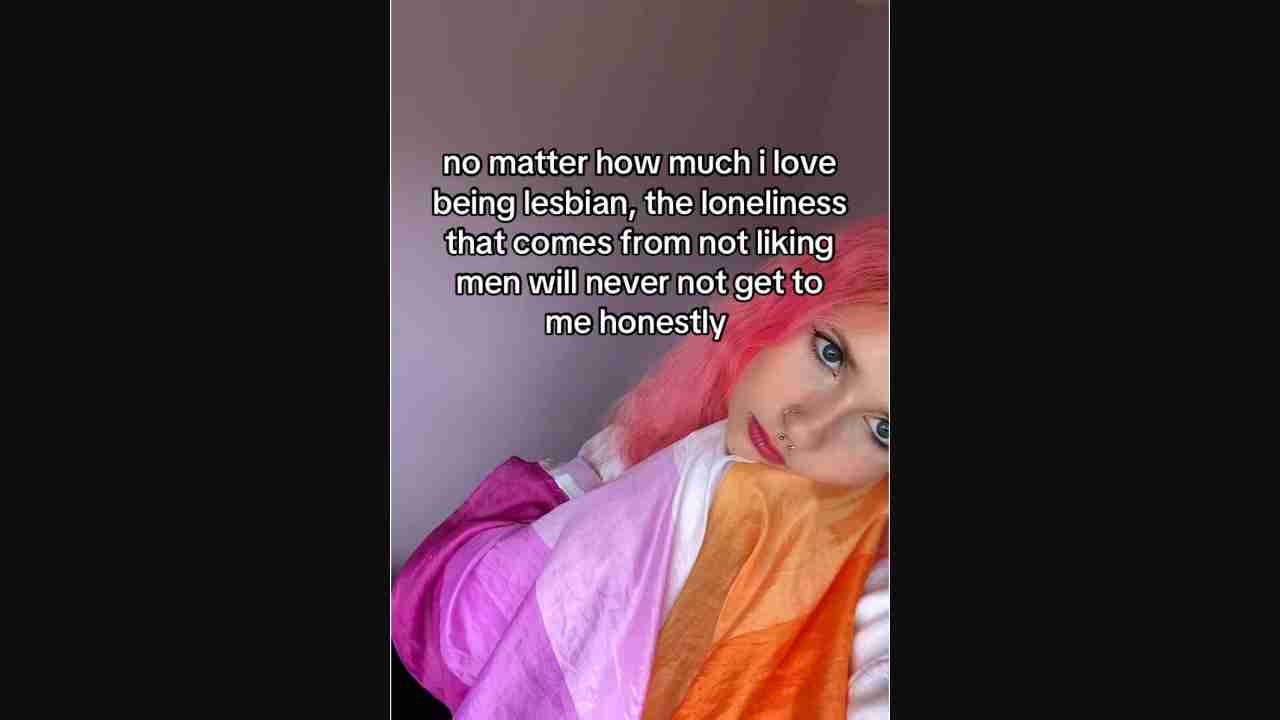 no matter how much i love
being lesbian, the loneliness
that comes from not liking
men will never not get to
me honestly